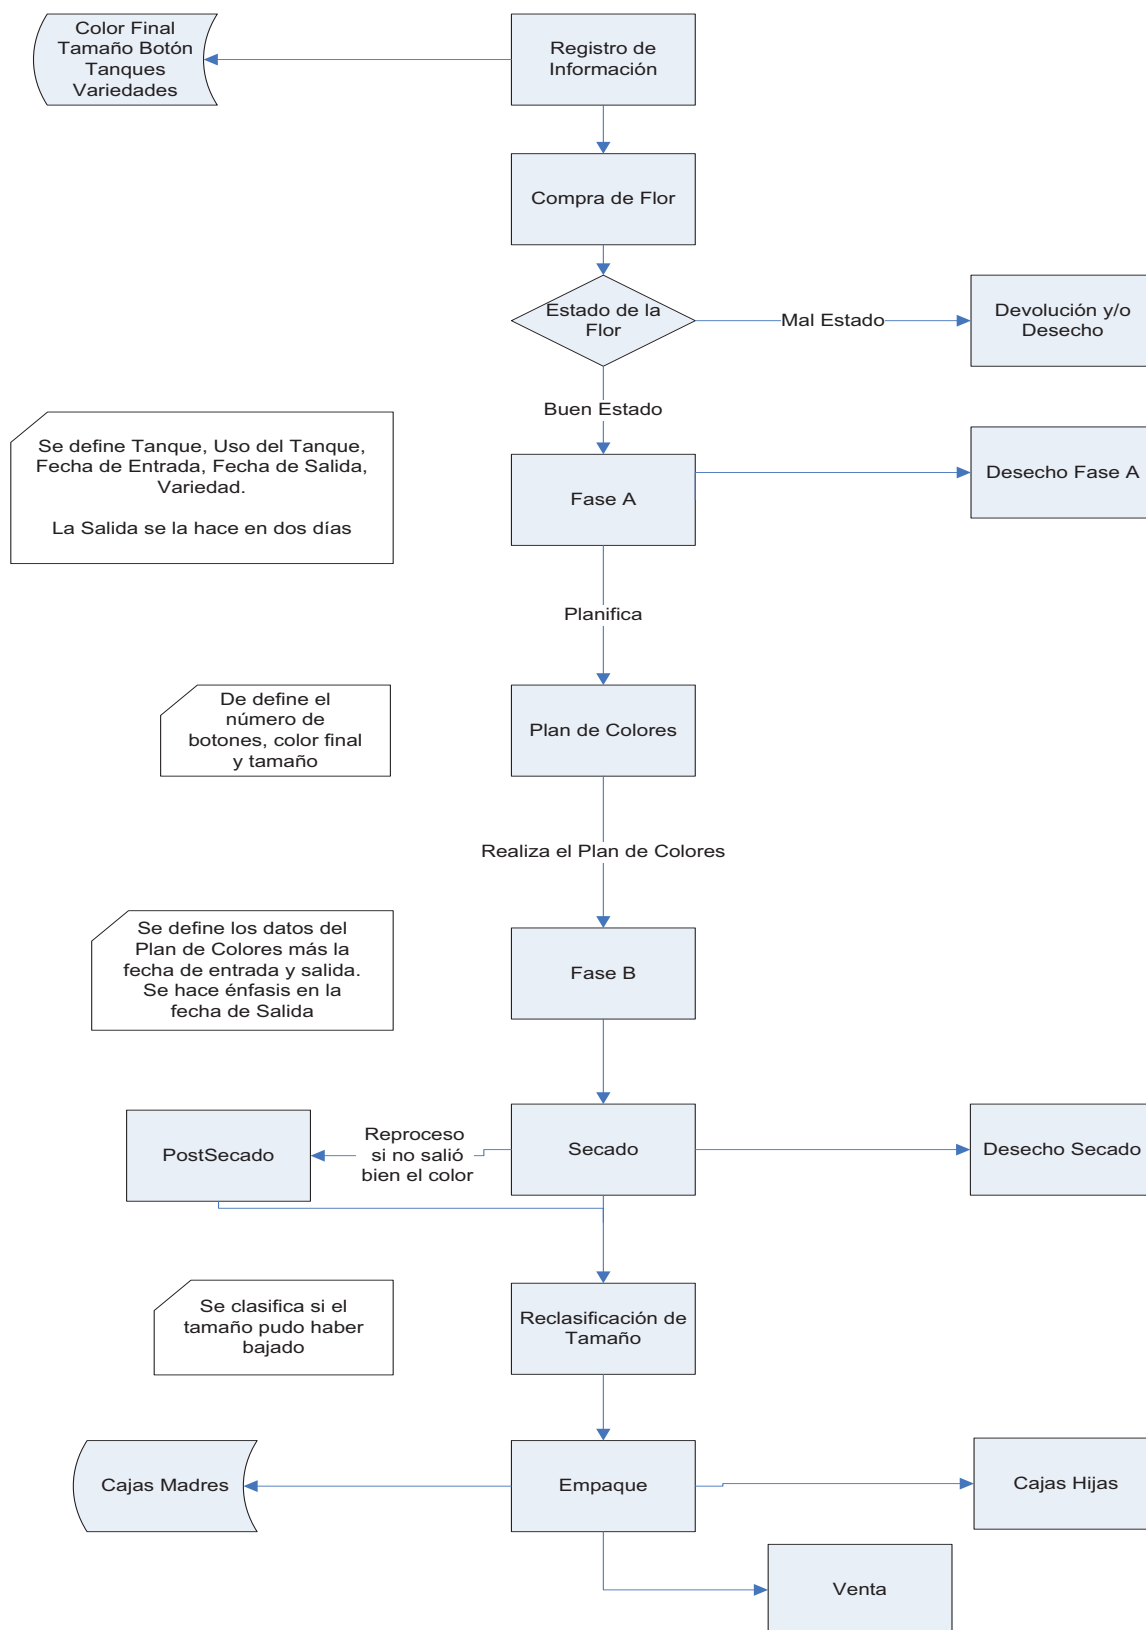 Color Final
Tamaño Botón
Tanques
Variedades
Registro de
Información
Compra de Flor
Estado de la
Flor
Mal Estado
Devolución y/o
Desecho
Buen Estado
Se define Tanque, Uso del Tanque,
Fecha de Entrada, Fecha de Salida,
Variedad.
La Salida se la hace en dos días
Fase A
Desecho Fase A
Planifica
De define el
número de
botones, color final
y tamaño
Plan de Colores
Realiza el Plan de Colores
Se define los datos del
Plan de Colores más la
fecha de entrada y salida.
Se hace énfasis en la
fecha de Salida
Fase B
PostSecado
Reproceso
si no salió
bien el color
Secado
Desecho Secado
Se clasifica si el
tamaño pudo haber
bajado
Reclasificación de
Tamaño
Cajas Madres
Empaque
Cajas Hijas
Venta